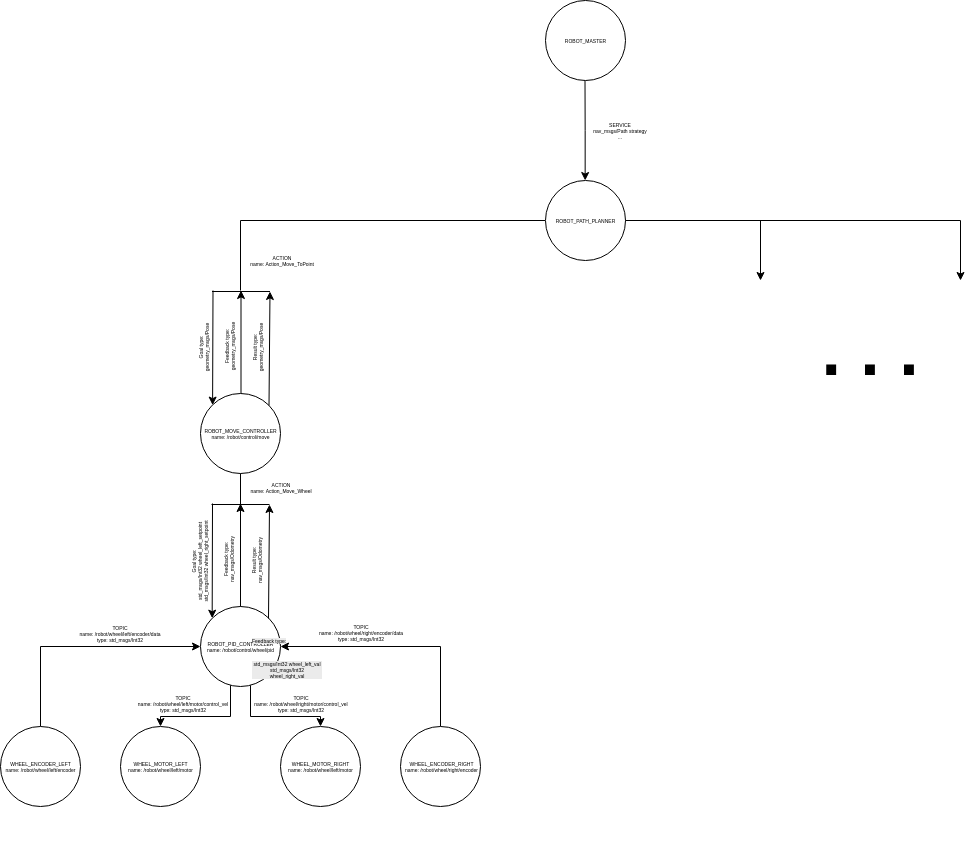 ROBOT_MASTER
SERVICE
nav_msgs/Path strategy
...
ROBOT_PATH_PLANNER
ACTION
name: Action_Move_ToPoint
Goal type:
geometry_msgs/Pose
Feedback type:
geometry_msgs/Pose
Result type:
geometry_msgs/Pose
ROBOT_MOVE_CONTROLLER
name: /robot/control/move
ACTION
name: Action_Move_Wheel
Goal type:
std_msgs/Int32 wheel_left_setpoint
std_msgs/Int32 wheel_right_setpoint
Feedback type:
nav_msgs/Odometry
Result type:
nav_msgs/Odometry
TOPIC
name: /robot/wheel/left/encoder/data
type: std_msgs/Int32
TOPIC
name: /robot/wheel/right/encoder/data
type: std_msgs/Int32
ROBOT_PID_CONTROLLER
name: /robot/control/wheel/pid
Feedback type:
std_msgs/Int32 wheel_left_val
std_msgs/Int32
wheel_right_val
TOPIC
name: /robot/wheel/left/motor/control_vel
type: std_msgs/Int32
TOPIC
name: /robot/wheel/right/motor/control_vel
type: std_msgs/Int32
WHEEL_ENCODER_LEFT
name: /robot/wheel/left/encoder
WHEEL_MOTOR_LEFT
name: /robot/wheel/left/motor
WHEEL_MOTOR_RIGHT
name: /robot/wheel/left/motor
WHEEL_ENCODER_RIGHT
name: /robot/wheel/right/encoder